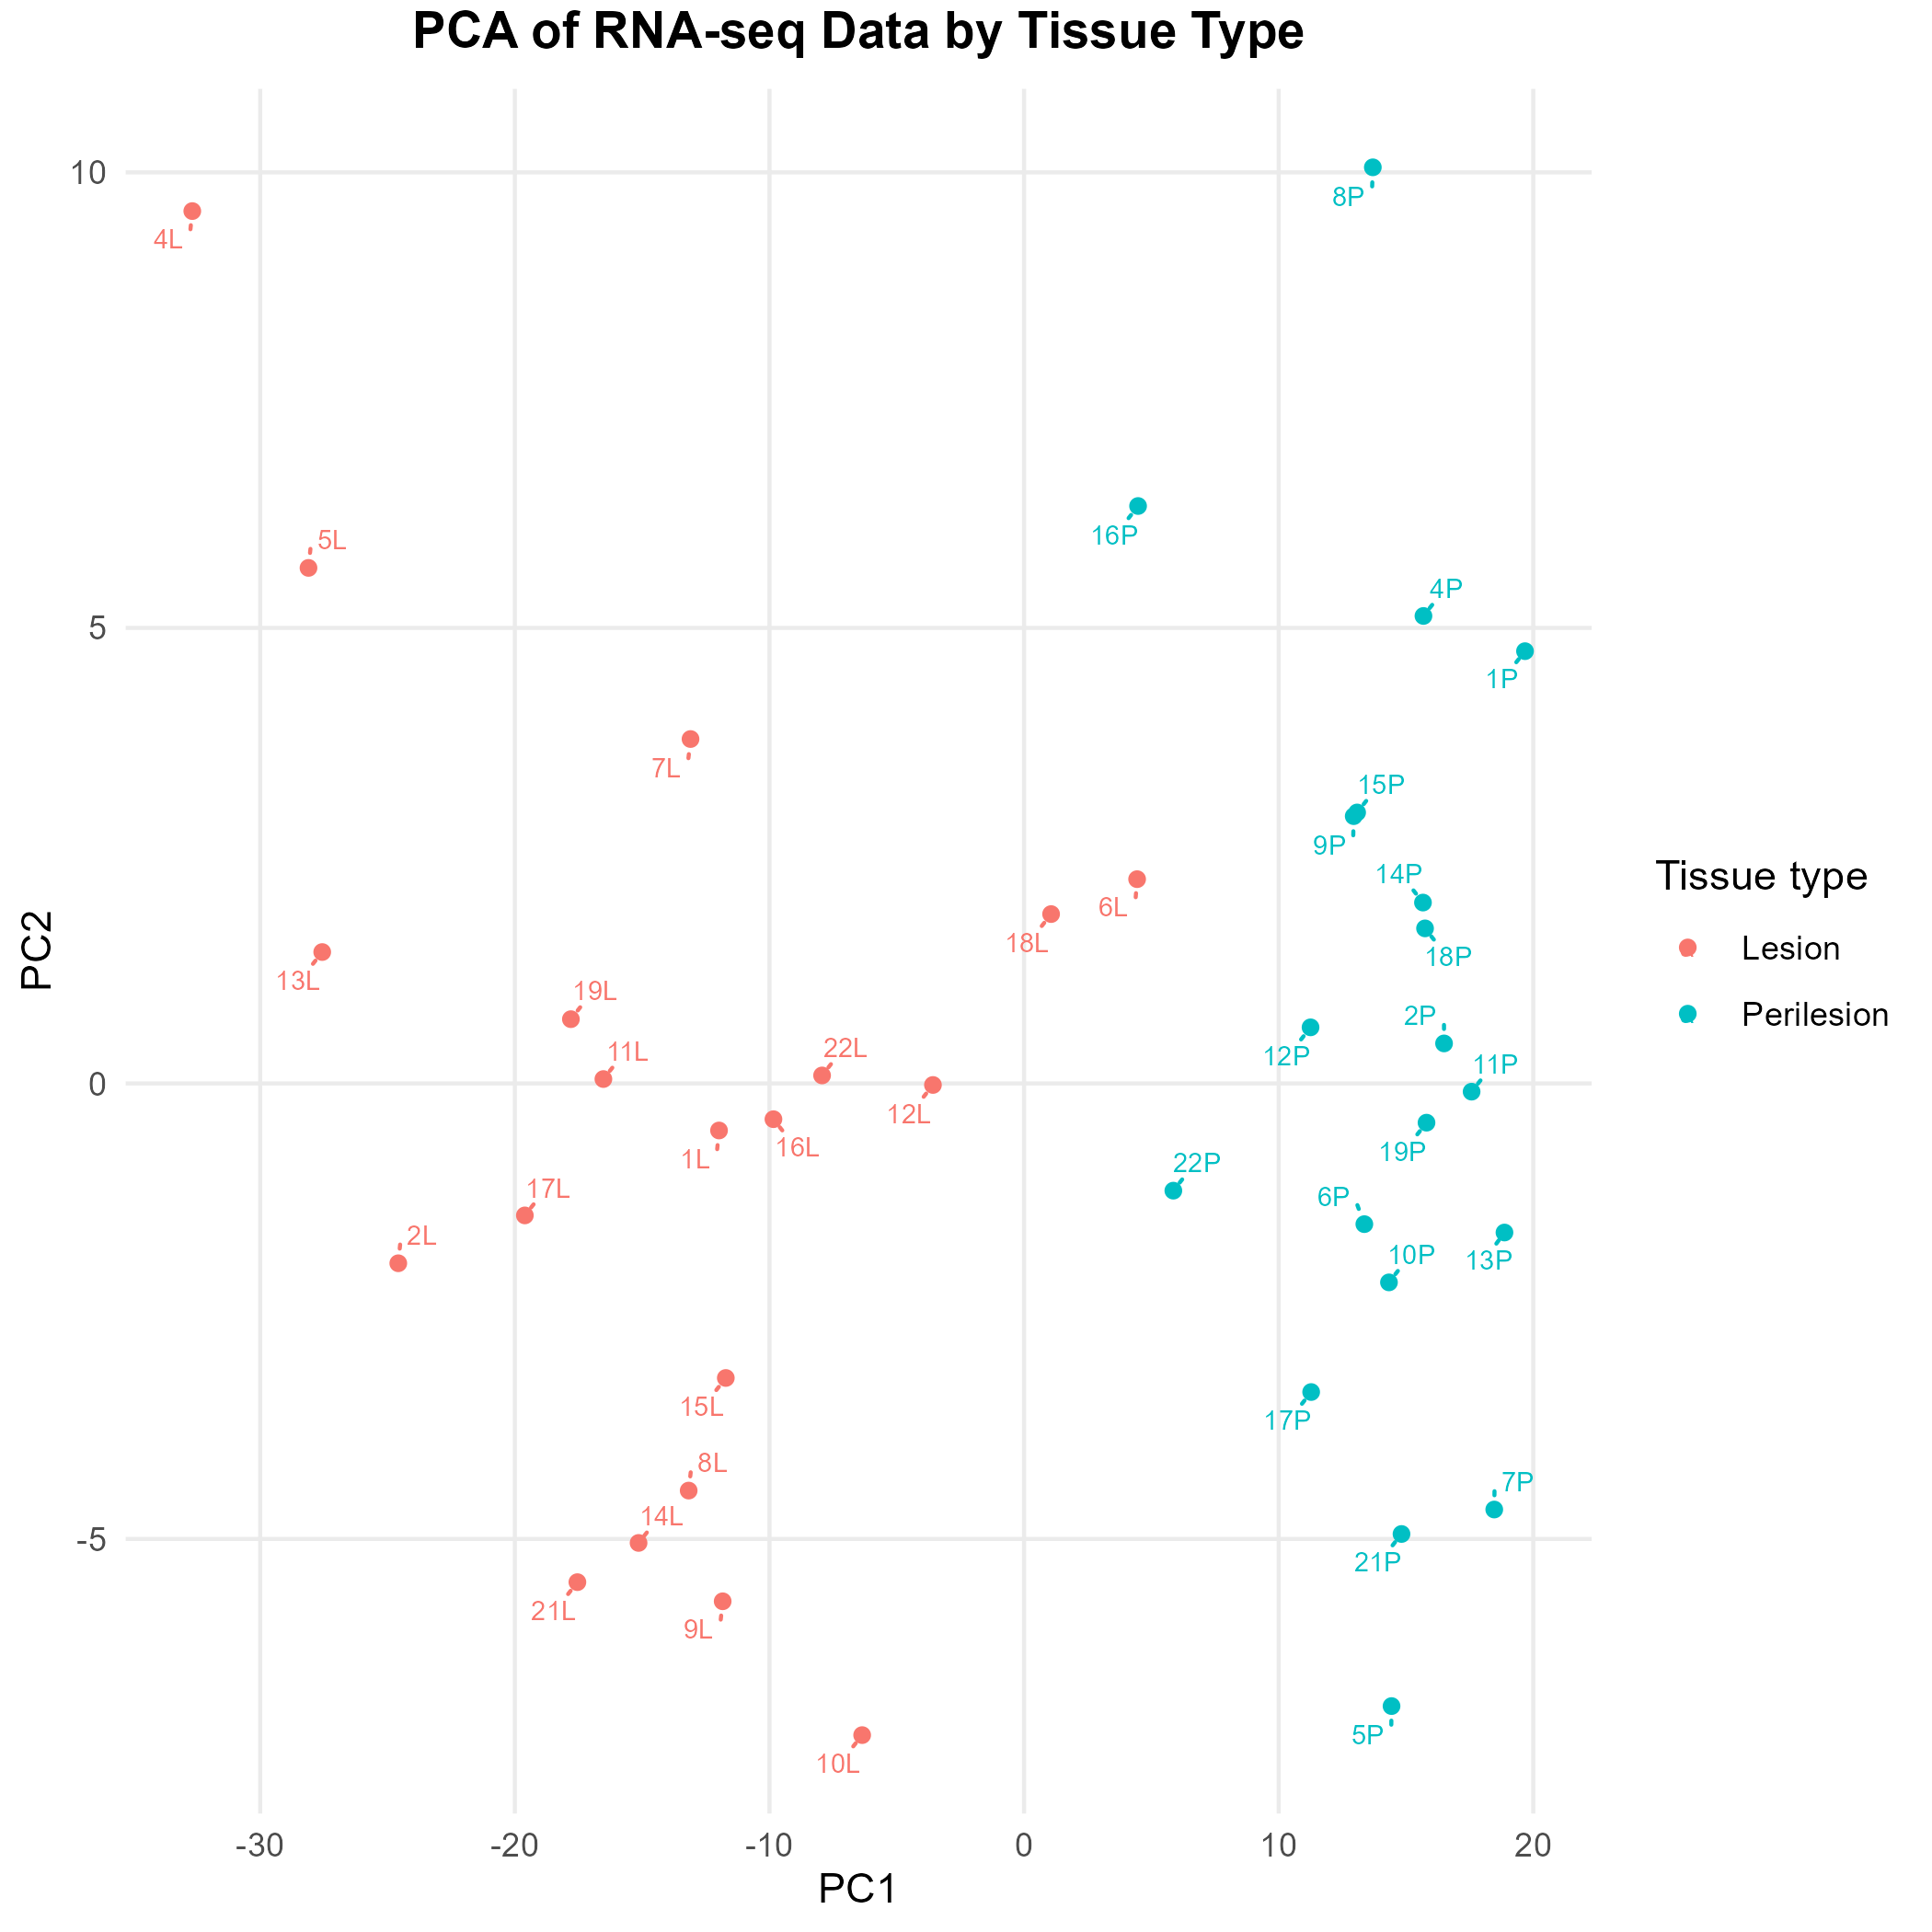 PCA of RNA-seq Data by Tissue Type
10
8P
4L
5L
16P
4P
5
1P
7L
15P
9P
14P
6L
18L
18P
13L
19L
2P
11L
22L
12P
11P
0
12L
16L
1L
19P
22P
17L
6P
2L
10P
13P
15L
17P
8L
7P
14L
-5
21P
21L
9L
5P
10L
-30 -20 -10 0 10 20
PC1
PC2
Tissue type
Lesion
Perilesion